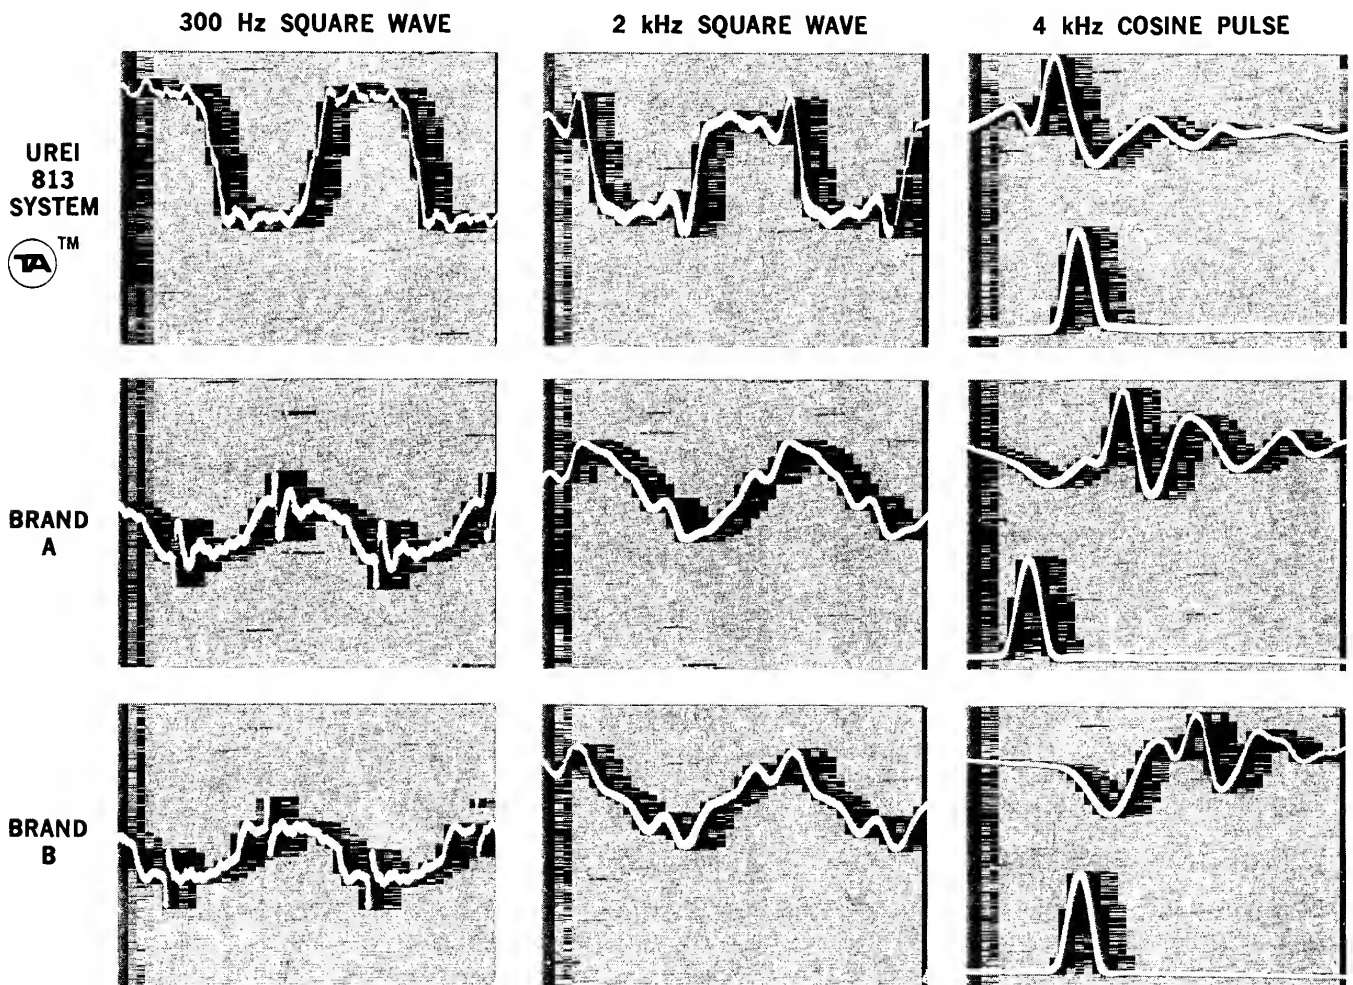 300 Hz SQUARE WAVE
2 kHz SQUARE WAVE
4 kHz COSINE PULSE
UREI
813
SYSTEM
TA TM
BRAND
A
BRAND
B